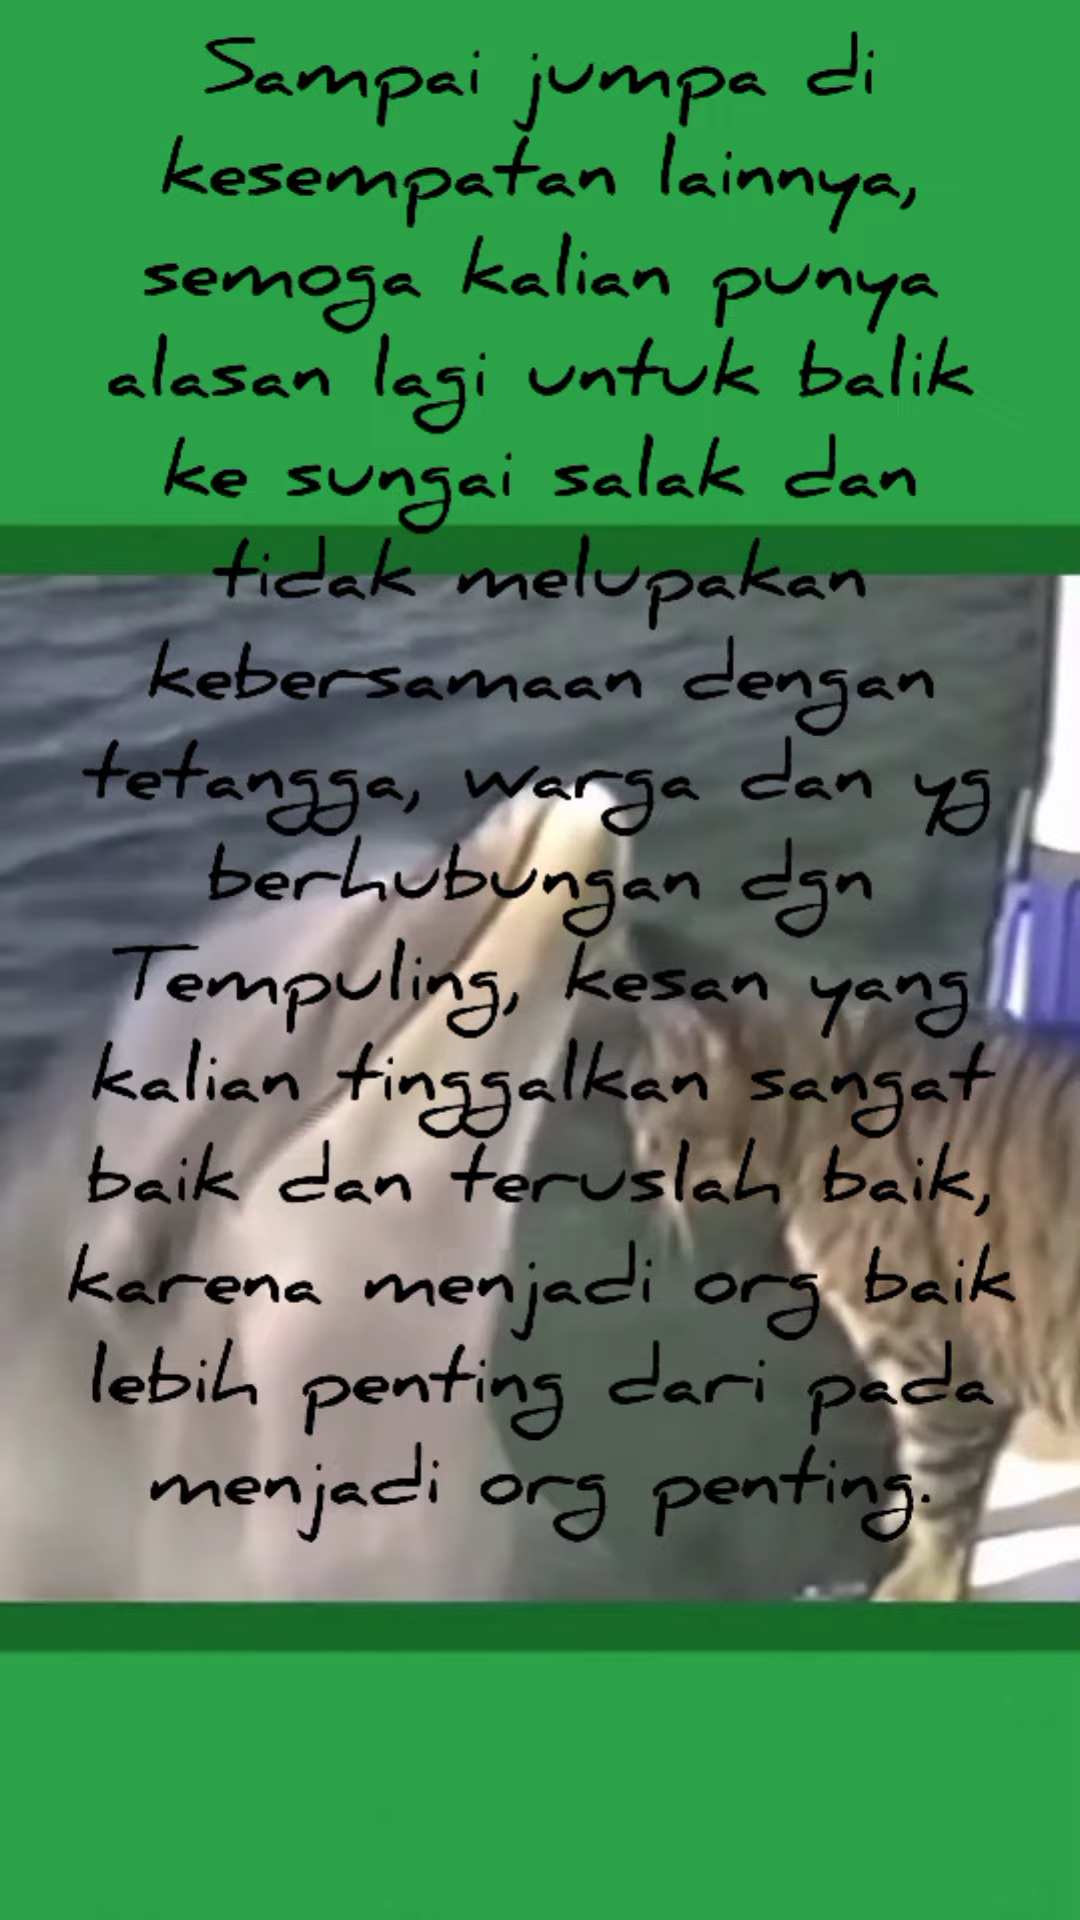 Sampai jumpa di
kesempatan lainnya,
semoga kalian punya
alasan lagi untuk balik
ke sungai salak dan
tidak melupakan
kebersamaan dengan
tetangga, warga dan yg
berhubungan dgn
Tempuling, kesan yang
kalian tinggalkan sangat
baik dan teruslah baik,
karena menjadi org baik
lebih penting dari pada
menjadi org penting.